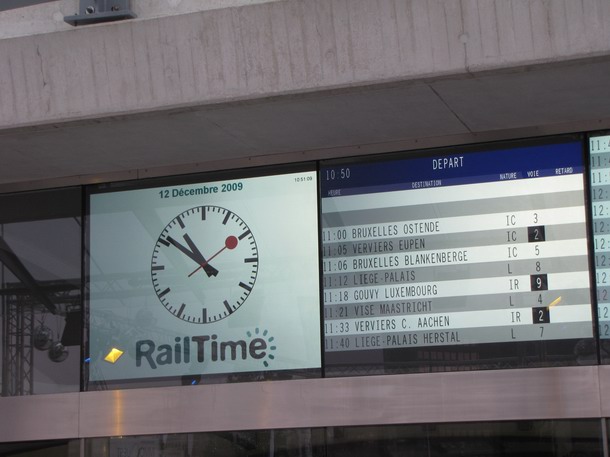 12 Décembre 2009
10:51:09
RailTime
10:50 DEPART
HEURE DESTINATION NATURE VOIE RETARD
11:00 BRUXELLES OSTENDE IC 3
11:05 VERVIERS EUPEN IC 2
11:06 BRUXELLES BLANKENBERGE IC 5
11:12 LIEGE-PALAIS L 8
11:18 GOUVY LUXEMBOURG IR 9
11:21 VISE MAASTRICHT L 4
11:33 VERVIERS C. AACHEN IR 2
11:40 LIEGE-PALAIS HERSTAL L 7